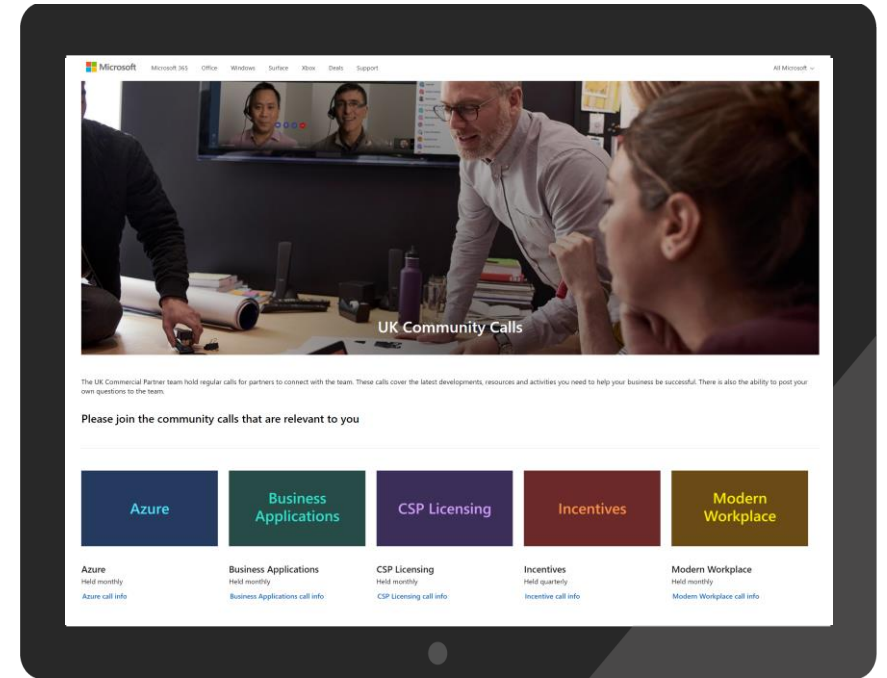 Microsoft Microsoft 365 Office Windows Surface Xbox Deals Support All Microsoft
UK Community Calls
The UK Commercial Partner team hold regular calls for partners to connect with the team. These calls cover the latest developments, resources and activities you need to help your business be successful. There is also the ability to post your
own questions to the team.
Please join the community calls that are relevant to you
Azure
Business
Applications
CSP Licensing
Incentives
Modern
Workplace
Azure
Held monthly
Azure call info
Business Applications
Held monthly
Business Applications call info
CSP Licensing
Held monthly
CSP Licensing call info
Incentives
Held quarterly
Incentive call info
Modern Workplace
Held monthly
Modern Workplace call info